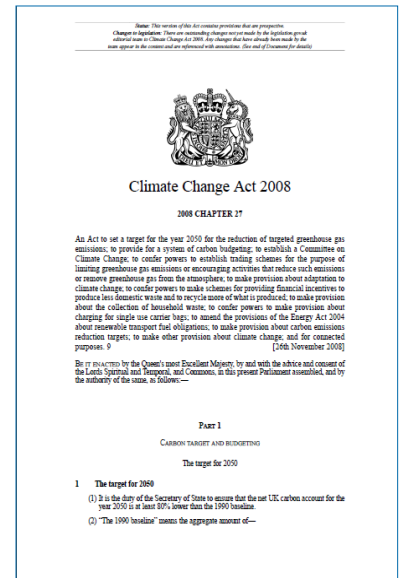 Status: This version of this Act contains provisions that are prospective.
Changes to legislation: There are outstanding changes not yet made by the legislation.gov.uk
editorial team to Climate Change Act 2008. Any changes that have already been made by the
team appear in the content and are referenced with annotations. (See end of Document for details)
Climate Change Act 2008
2008 CHAPTER 27
An Act to set a target for the year 2050 for the reduction of targeted greenhouse gas
emissions; to provide for a system of carbon budgeting; to establish a Committee on
Climate Change; to confer powers to establish trading schemes for the purpose of
limiting greenhouse gas emissions or encouraging activities that reduce such emissions
or remove greenhouse gas from the atmosphere; to make provision about adaptation to
climate change; to confer powers to make schemes for providing financial incentives to
produce less domestic waste and to recycle more of what is produced; to make provision
about the collection of household waste; to confer powers to make provision about
charging for single use carrier bags; to amend the provisions of the Energy Act 2004
about renewable transport fuel obligations; to make provision about carbon emissions
reduction targets; to make other provision about climate change; and for connected
purposes. 9 [26th November 2008]
BE IT ENACTED by the Queen's most Excellent Majesty, by and with the advice and consent of
the Lords Spiritual and Temporal, and Commons, in this present Parliament assembled, and by
the authority of the same, as follows:—
PART 1
CARBON TARGET AND BUDGETING
The target for 2050
1 The target for 2050
(1) It is the duty of the Secretary of State to ensure that the net UK carbon account for the
year 2050 is at least 80% lower than the 1990 baseline.
(2) "The 1990 baseline" means the aggregate amount of—